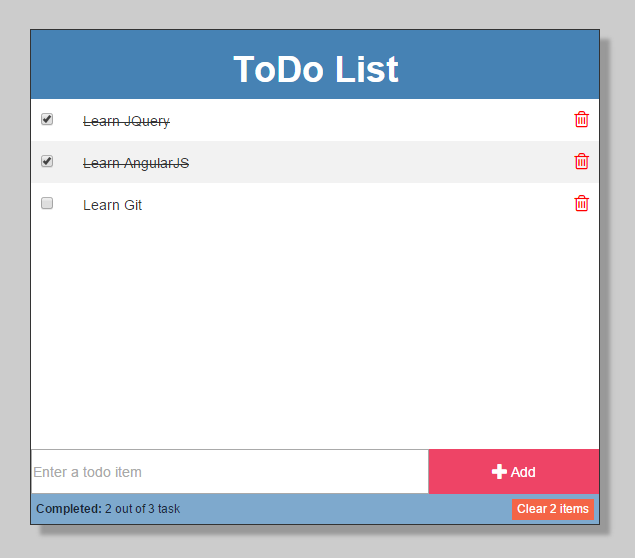 ToDo List
Learn JQuery
Learn AngularJS
Learn Git
Enter a todo item
Add
Completed: 2 out of 3 task
Clear 2 items